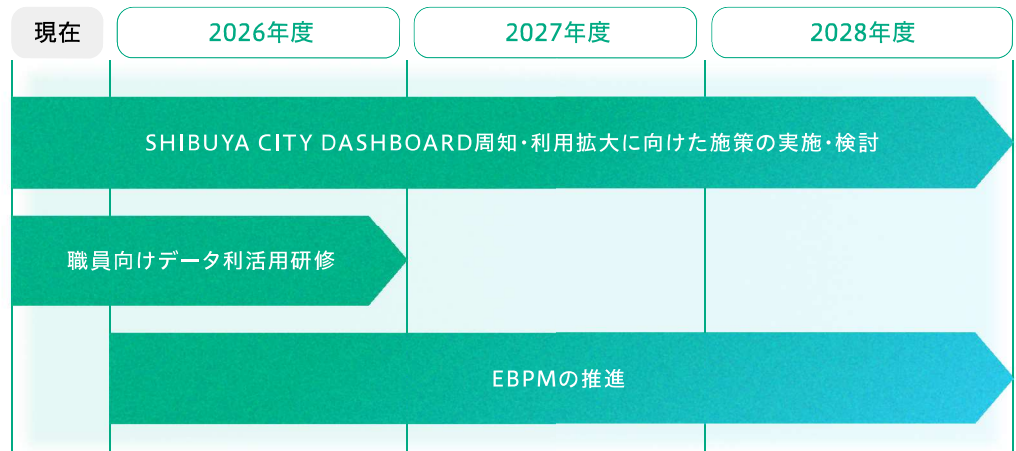 現在
2026年度
2027年度
2028年度
SHIBUYA CITY DASHBOARD周知・利用拡大に向けた施策の実施・検討
職員向けデータ利活用研修
EBPMの推進